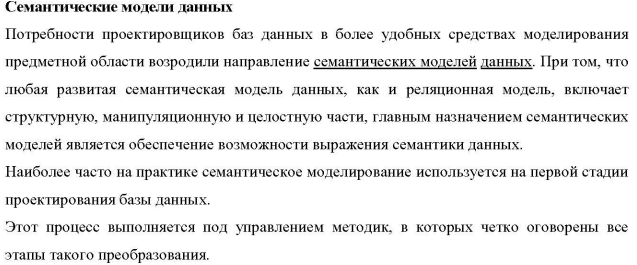 Семантические модели данных
Потребности проектировщиков баз данных в более удобных средствах моделирования
предметной области возродили направление семантических моделей данных. При том, что
любая развитая семантическая модель данных, как и реляционная модель, включает
структурную, манипуляционную и целостную части, главным назначением семантических
моделей является обеспечение возможности выражения семантики данных.
Наиболее часто на практике семантическое моделирование используется на первой стадии
проектирования базы данных.
Этот процесс выполняется под управлением методик, в которых четко оговорены все
этапы такого преобразования.